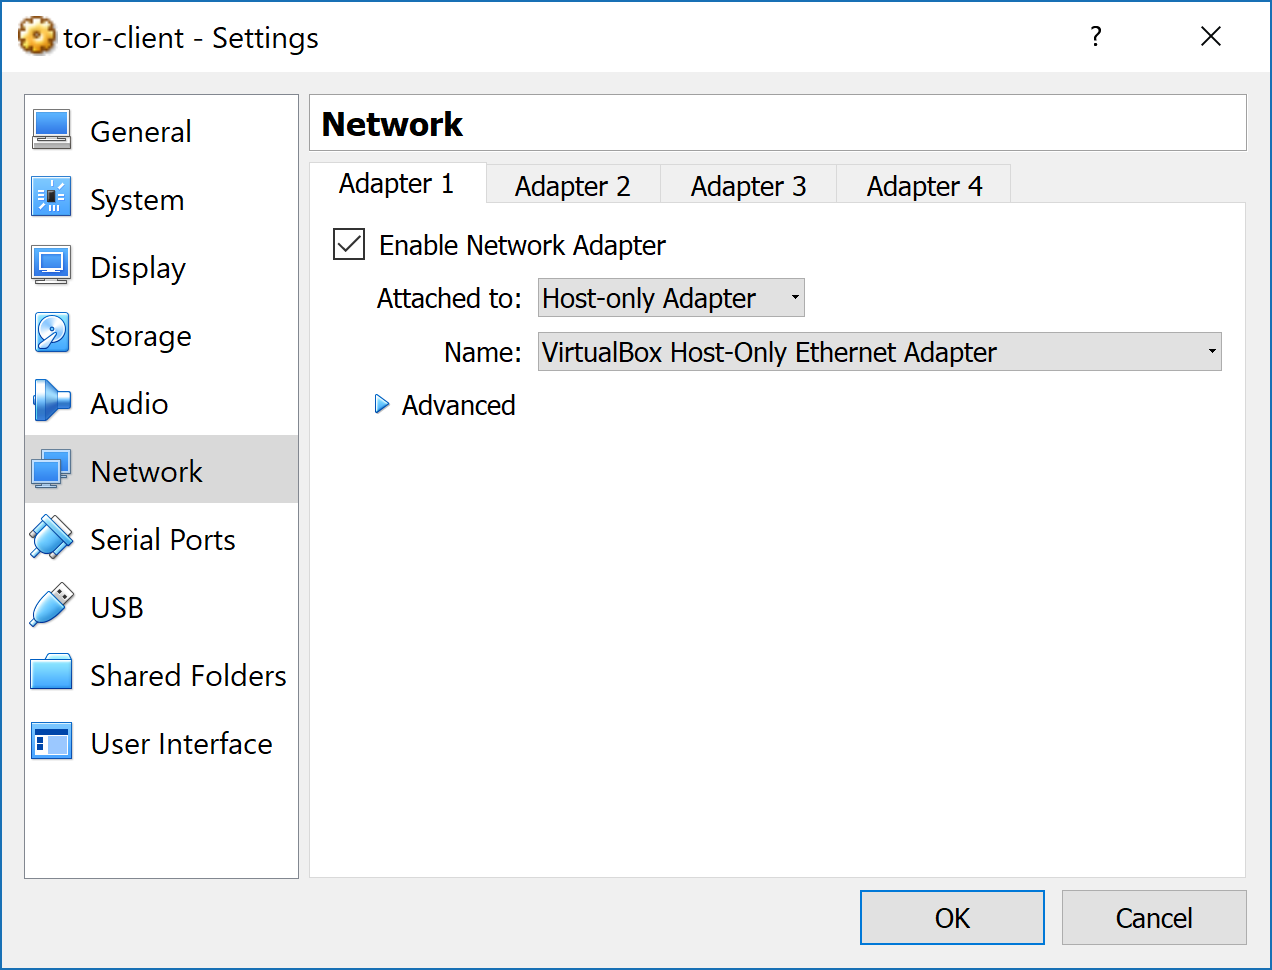 tor-client - Settings
?
General
System
Display
Storage
Audio
Network
Serial Ports
USB
Shared Folders
User Interface
Network
Adapter 1 Adapter 2 Adapter 3 Adapter 4
Enable Network Adapter
Attached to: Host-only Adapter
Name: VirtualBox Host-Only Ethernet Adapter
Advanced
OK Cancel